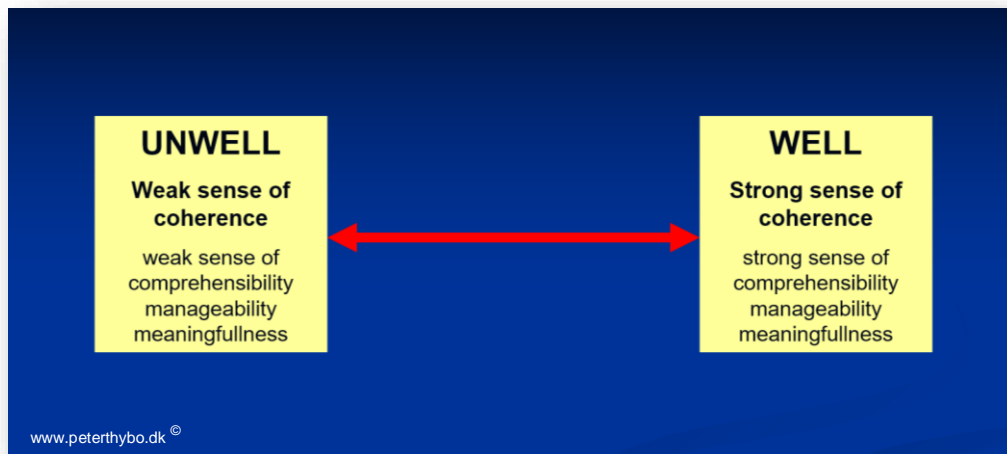 UNWELL
Weak sense of
coherence
weak sense of
comprehensibility
manageability
meaningfullness
WELL
Strong sense of
coherence
strong sense of
comprehensibility
manageability
meaningfullness
www.peterthybo.dk ©